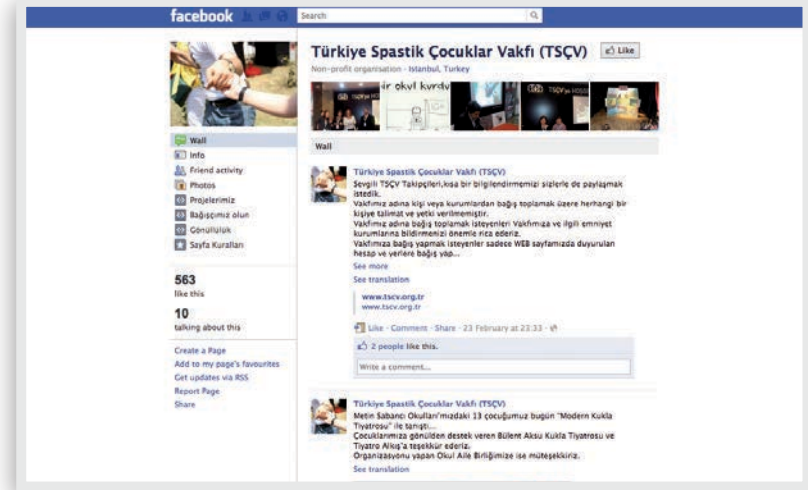 facebook
Search
Türkiye Spastik Çocuklar Vakfı (TSÇV)
Like
Non-profit organisation · Istanbul, Turkey
ir okul kurdu
Wall
Info
Friend activity
Photos
Projelerimiz
Bağışçımız olun
Gönüllülük
Sayfa Kuralları
563
like this
10
talking about this
Create a Page
Add to my page's favourites
Get updates via RSS
Report Page
Share
Wall
Türkiye Spastik Çocuklar Vakfı (TSÇV)
Sevgili TSÇV Takipçileri,kısa bir bilgilendirmemizi sizlerle de paylaşmak
istedik.
Vakfımız adına kişi veya kurumlardan bağış toplamak üzere herhangi bir
kişiye talimat ve yetki verilmemiştir.
Vakfımız adına bağış toplamak isteyenleri Vakfımıza ve ilgili emniyet
kurumlarına bildirmenizi önemle rica ederiz.
Vakfımıza bağış yapmak isteyenler sadece WEB sayfamızda duyurulan
hesap ve yerlere bağış yap...
See more
See translation
www.tscv.org.tr
www.tscv.org.tr
Like · Comment · Share · 23 February at 23:33 ·
2 people like this.
Write a comment...
Türkiye Spastik Çocuklar Vakfı (TSÇV)
Metin Sabancı Okulları'mızdaki 13 çocuğumuz bugün "Modern Kukla
Tiyatrosu" ile tanıştı...
Çocuklarımıza gönülden destek veren Bülent Aksu Kukla Tiyatrosu ve
Tiyatro Alkış'a teşekkür ederiz.
Organizasyonu yapan Okul Aile Birliğimize ise müteşekkiriz.
See translation